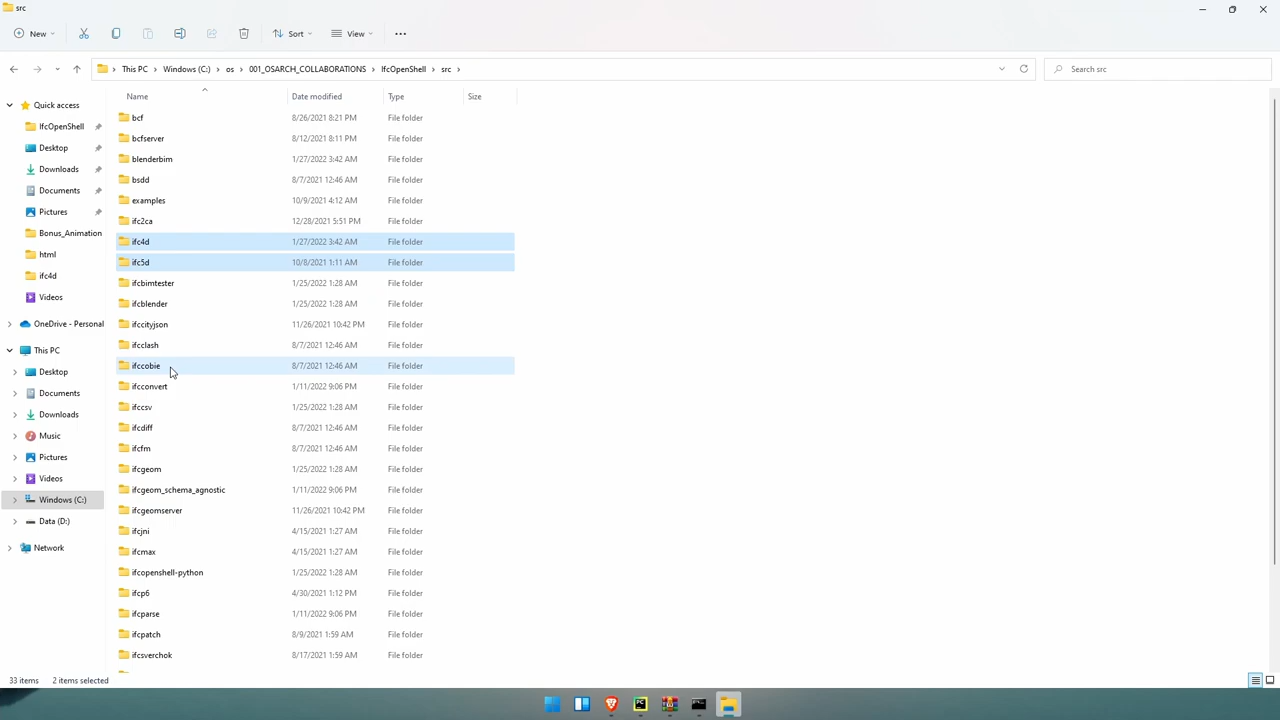 src
New
Sort
View
This PC
Windows (C:)
os
001_OSARCH_COLLABORATIONS
IfcOpenShell
src
Search src
Name
Date modified
Type
Size
Quick access
IfcOpenShell
Desktop
Downloads
Documents
Pictures
Bonus_Animation
html
ifc4d
Videos
OneDrive - Personal
This PC
Desktop
Documents
Downloads
Music
Pictures
Videos
Windows (C:)
Data (D:)
Network
bcf 8/26/2021 8:21 PM File folder
bcfserver 8/12/2021 8:11 PM File folder
blenderbim 1/27/2022 3:42 AM File folder
bsdd 8/7/2021 12:46 AM File folder
examples 10/9/2021 4:12 AM File folder
ifc2ca 12/28/2021 5:51 PM File folder
ifc4d 1/27/2022 3:42 AM File folder
ifc5d 10/8/2021 1:11 AM File folder
ifcbimtester 1/25/2022 1:28 AM File folder
ifcblender 1/25/2022 1:28 AM File folder
ifccityjson 11/26/2021 10:42 PM File folder
ifcclash 8/7/2021 12:46 AM File folder
ifccobie 8/7/2021 12:46 AM File folder
ifcconvert 1/11/2022 9:06 PM File folder
ifccsv 1/25/2022 1:28 AM File folder
ifcdiff 8/7/2021 12:46 AM File folder
ifcfm 8/7/2021 12:46 AM File folder
ifcgeom 1/25/2022 1:28 AM File folder
ifcgeom_schema_agnostic 1/11/2022 9:06 PM File folder
ifcgeomserver 11/26/2021 10:42 PM File folder
ifcjni 4/15/2021 1:27 AM File folder
ifcmax 4/15/2021 1:27 AM File folder
ifcopenshell-python 1/25/2022 1:28 AM File folder
ifcp6 4/30/2021 1:12 PM File folder
ifcparse 1/11/2022 9:06 PM File folder
ifcpatch 8/9/2021 1:59 AM File folder
ifcsverchok 8/17/2021 1:59 AM File folder
33 items
2 items selected